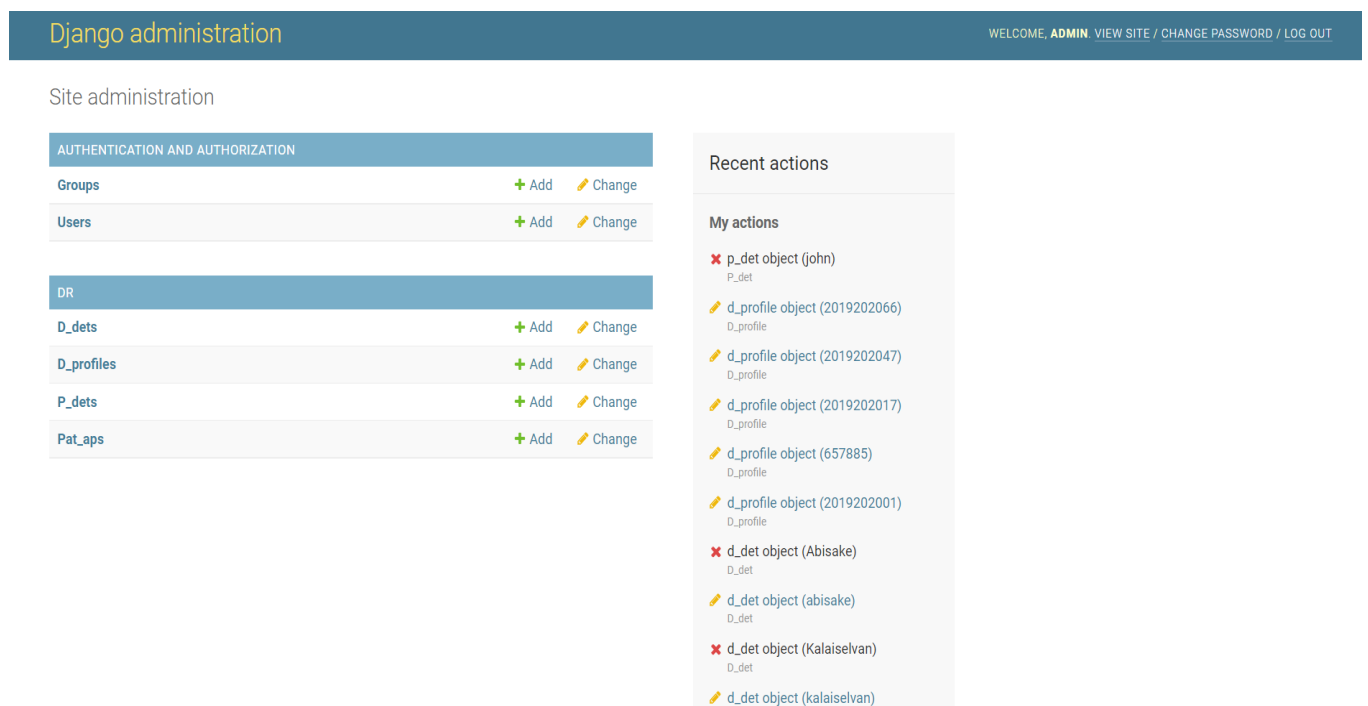 Django administration
WELCOME, ADMIN. VIEW SITE / CHANGE PASSWORD / LOG OUT
Site administration
AUTHENTICATION AND AUTHORIZATION
Groups Add Change
Users Add Change
DR
D_dets Add Change
D_profiles Add Change
P_dets Add Change
Pat_aps Add Change
Recent actions
My actions
p_det object (john)
P_det
d_profile object (2019202066)
D_profile
d_profile object (2019202047)
D_profile
d_profile object (2019202017)
D_profile
d_profile object (657885)
D_profile
d_profile object (2019202001)
D_profile
d_det object (Abisake)
D_det
d_det object (abisake)
D_det
d_det object (Kalaiselvan)
D_det
d_det object (kalaiselvan)